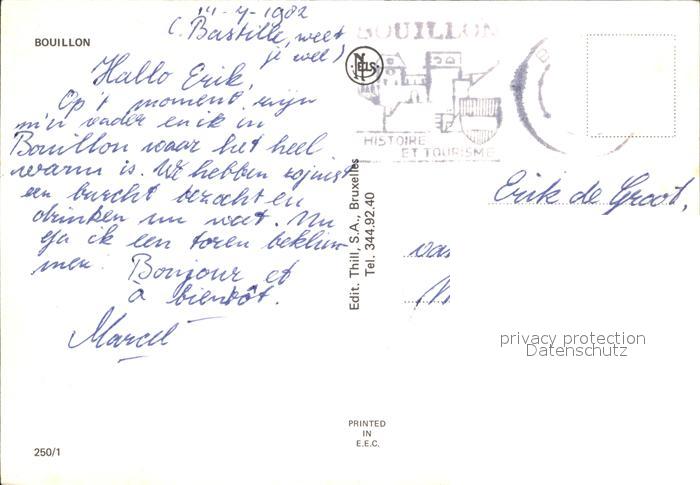 BOUILLON
14-7-1982
(Bastille, weet
je wel)
Hallo Erik,
Op 't moment zijn
m'n vader en ik in
Bouillon waar het heel
warm is. We hebben zojuist
een burcht bezocht en
drinken nu wat. Nu
ga ik een toren beklim-
men. Bonjour et
à bientôt.
Marcel
250/1
NELS
BOUILLON
HISTOIRE
ET TOURISME
Edit. Thill, S.A., Bruxelles
Tel. 344.92.40
Erik de Groot,
privacy protection
Datenschutz
PRINTED
IN
E.E.C.